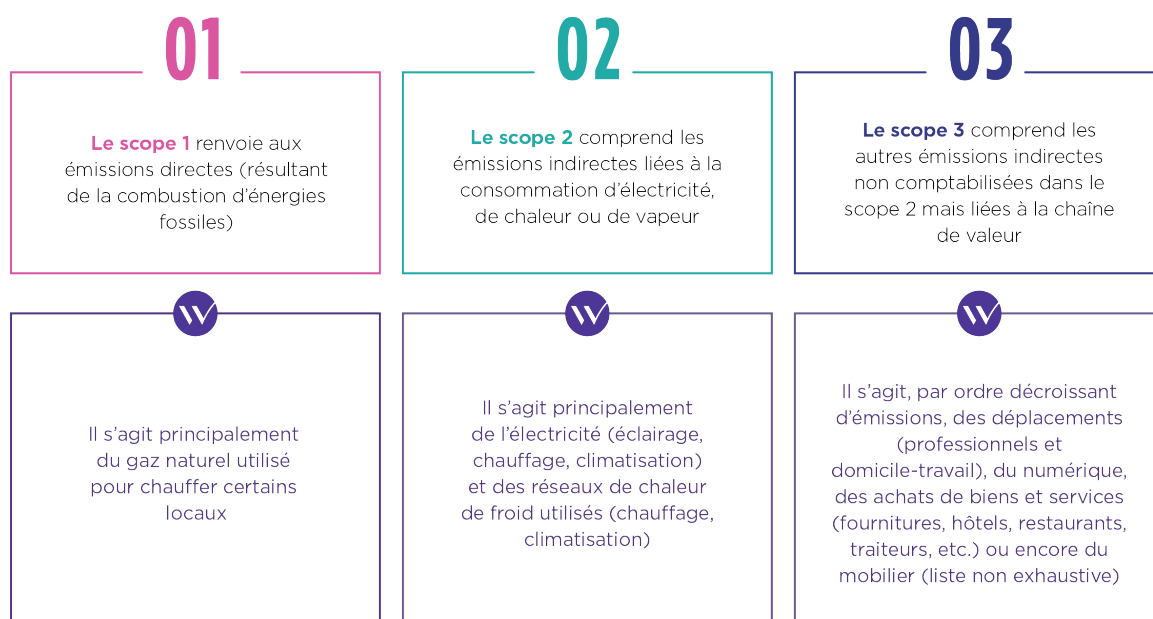 01
Le scope 1 renvoie aux
émissions directes (résultant
de la combustion d'énergies
fossiles)
02
Le scope 2 comprend les
émissions indirectes liées à la
consommation d'électricité,
de chaleur ou de vapeur
03
Le scope 3 comprend les
autres émissions indirectes
non comptabilisées dans le
scope 2 mais liées à la chaîne
de valeur
Il s'agit principalement
du gaz naturel utilisé
pour chauffer certains
locaux
Il s'agit principalement
de l'électricité (éclairage,
chauffage, climatisation)
et des réseaux de chaleur
de froid utilisés (chauffage,
climatisation)
Il s'agit, par ordre décroissant
d'émissions, des déplacements
(professionnels et
domicile-travail), du numérique,
des achats de biens et services
(fournitures, hôtels, restaurants,
traiteurs, etc.) ou encore du
mobilier (liste non exhaustive)